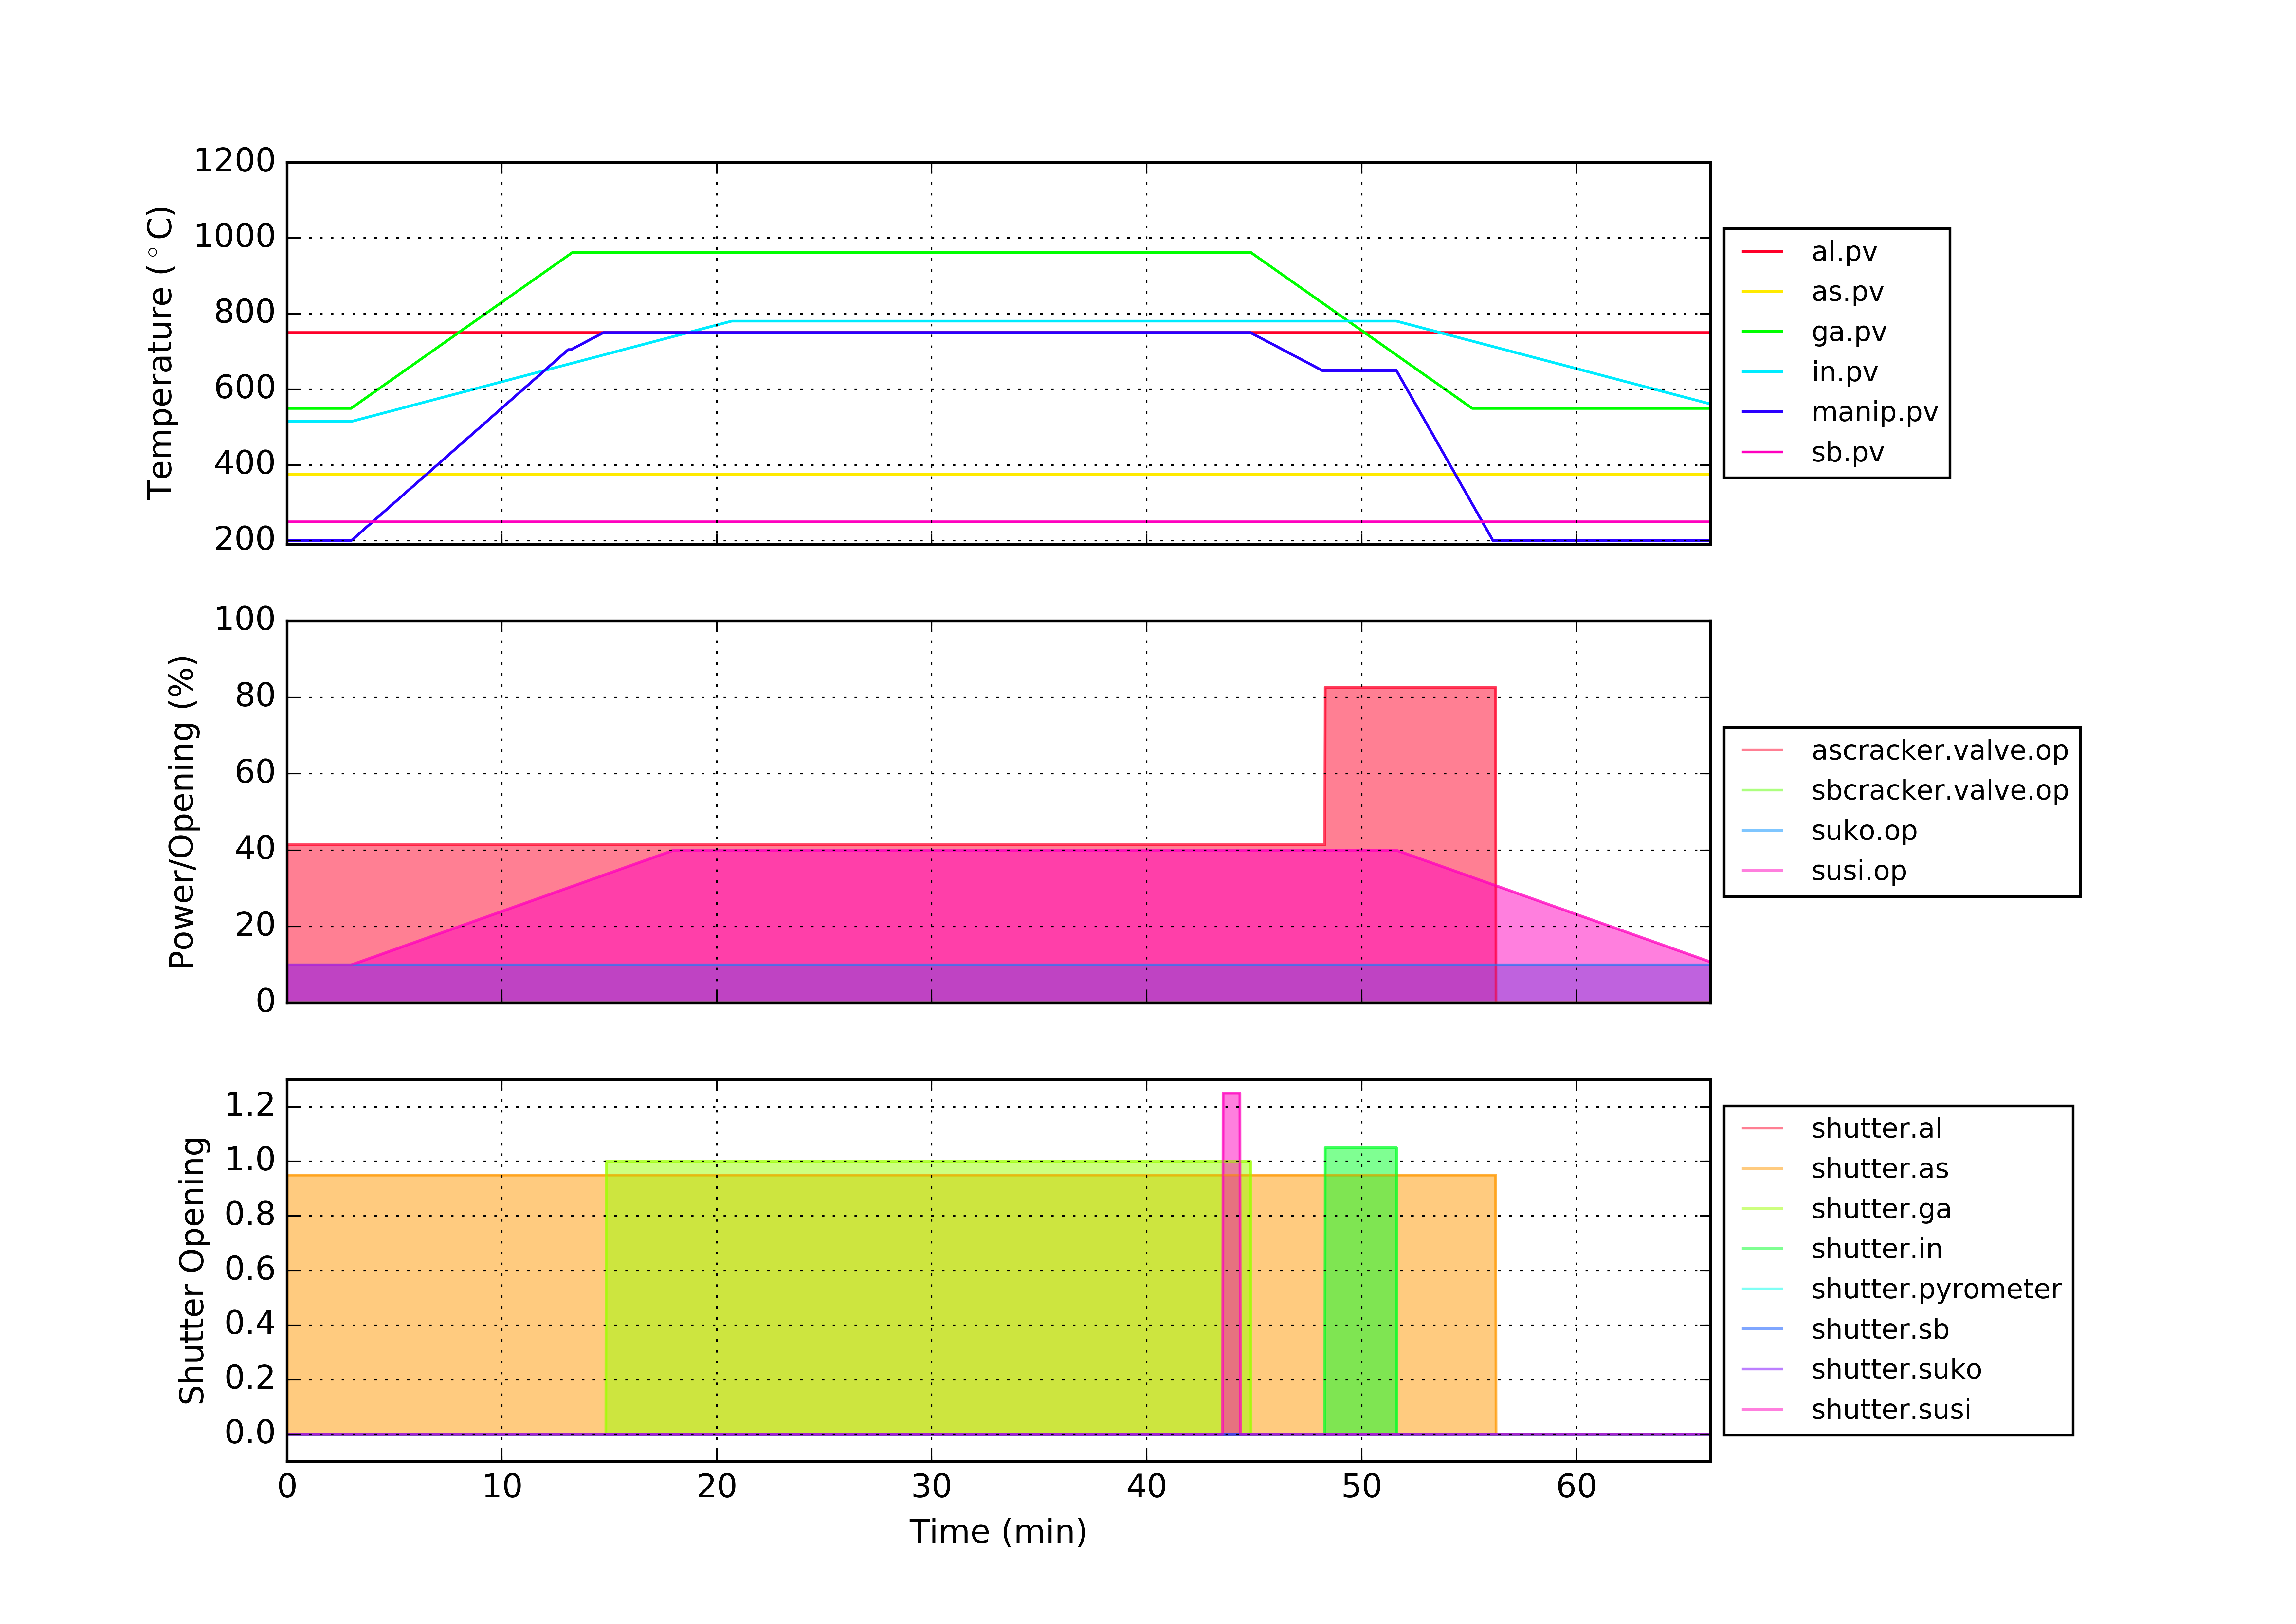 1200
1000
800
600
400
200
Temperature (°C)
al.pv
as.pv
ga.pv
in.pv
manip.pv
sb.pv
100
80
60
40
20
0
Power/Opening (%)
ascracker.valve.op
sbcracker.valve.op
suko.op
susi.op
1.2
1.0
0.8
0.6
0.4
0.2
0.0
Shutter Opening
shutter.al
shutter.as
shutter.ga
shutter.in
shutter.pyrometer
shutter.sb
shutter.suko
shutter.susi
0 10 20 30 40 50 60
Time (min)